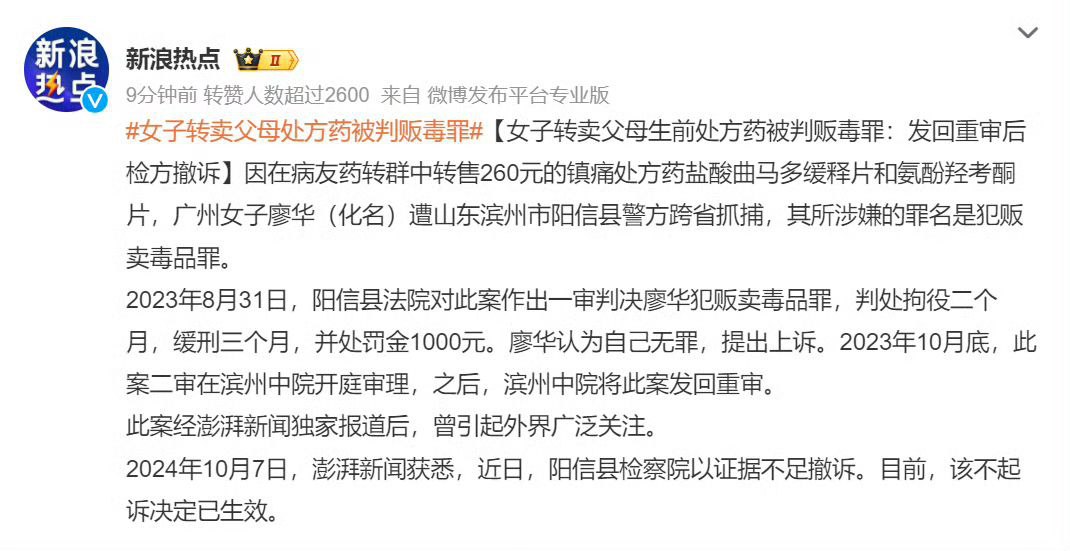 新浪
热点
新浪热点 II
9分钟前 转赞人数超过2600 来自 微博发布平台专业版
#女子转卖父母处方药被判贩毒罪#【女子转卖父母生前处方药被判贩毒罪：发回重审后
检方撤诉】因在病友药转群中转售260元的镇痛处方药盐酸曲马多缓释片和氨酚羟考酮
片，广州女子廖华（化名）遭山东滨州市阳信县警方跨省抓捕，其所涉嫌的罪名是犯贩
卖毒品罪。
2023年8月31日，阳信县法院对此案作出一审判决廖华犯贩卖毒品罪，判处拘役二个
月，缓刑三个月，并处罚金1000元。廖华认为自己无罪，提出上诉。2023年10月底，此
案二审在滨州中院开庭审理，之后，滨州中院将此案发回重审。
此案经澎湃新闻独家报道后，曾引起外界广泛关注。
2024年10月7日，澎湃新闻获悉，近日，阳信县检察院以证据不足撤诉。目前，该不起
诉决定已生效。